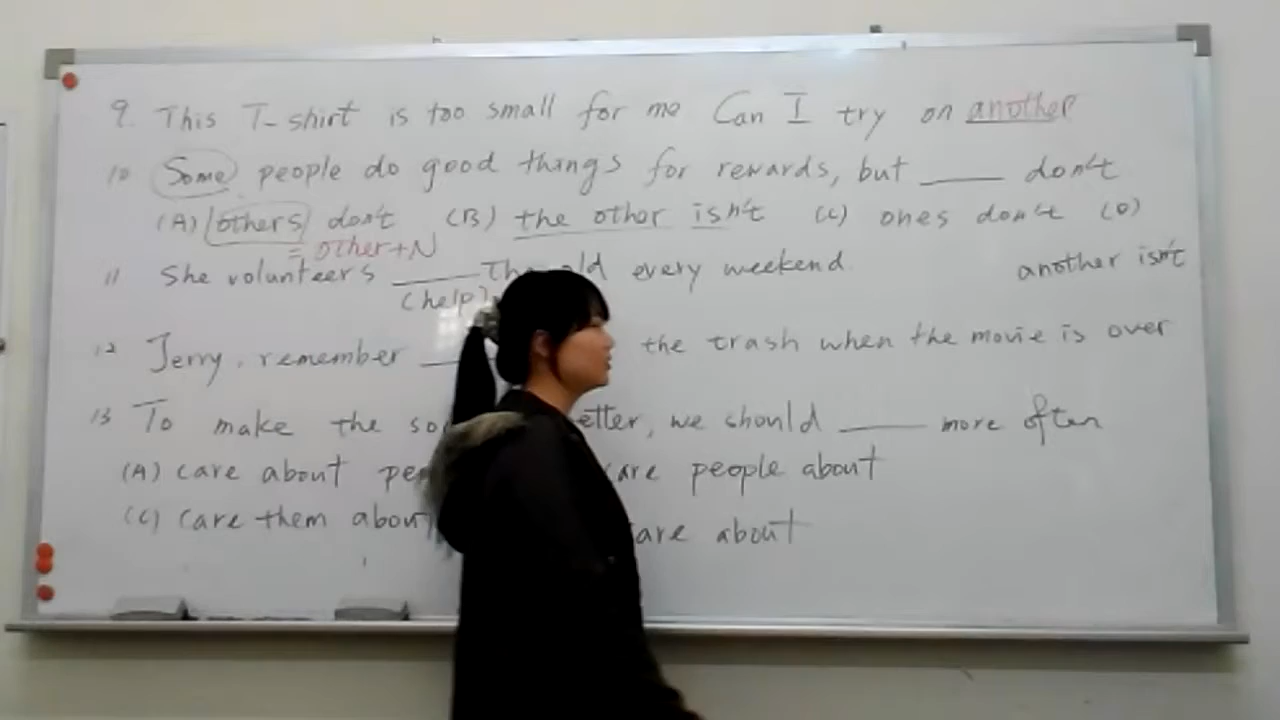 9. This T-shirt is too small for me Can I try on another
10 Some people do good things for rewards, but ____ don't
(A) others don't (B) the other isn't (C) ones don't (D)
= other+N
another isn't
11 She volunteers ____ the old every weekend
(help)
12 Jerry, remember ____ the trash when the movie is over
13 To make the better, we should ____ more often
(A) care about people about
(C) care them about care about